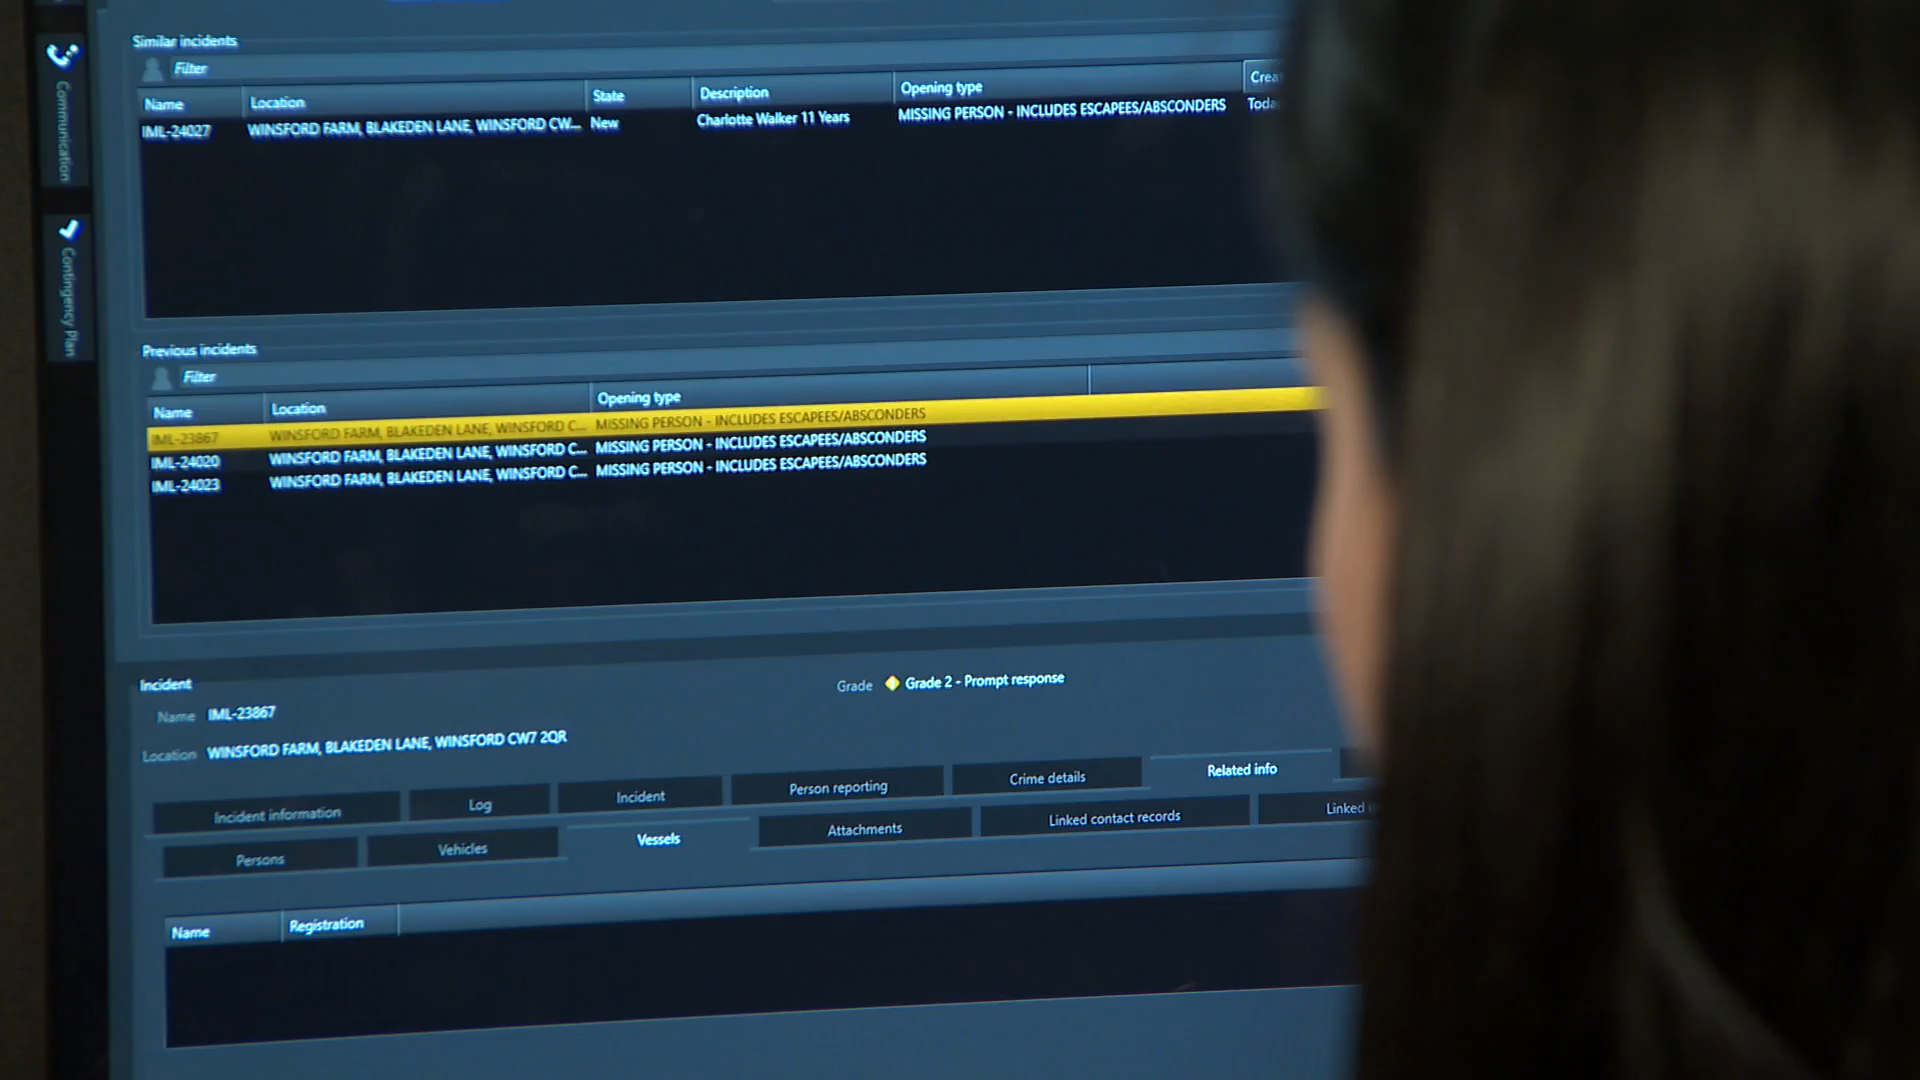 Similar incidents
Filter
Name Location State Description Opening type
IML-24027 WINSFORD FARM, BLAKEDEN LANE, WINSFORD CW... New Charlotte Walker 11 Years MISSING PERSON - INCLUDES ESCAPEES/ABSCONDERS
Communication
Contingency Plan
Previous incidents
Filter
Name Location Opening type
IML-23867 WINSFORD FARM, BLAKEDEN LANE, WINSFORD C... MISSING PERSON - INCLUDES ESCAPEES/ABSCONDERS
IML-24020 WINSFORD FARM, BLAKEDEN LANE, WINSFORD C... MISSING PERSON - INCLUDES ESCAPEES/ABSCONDERS
IML-24023 WINSFORD FARM, BLAKEDEN LANE, WINSFORD C... MISSING PERSON - INCLUDES ESCAPEES/ABSCONDERS
Incident
Grade Grade 2 - Prompt response
Name IML-23867
Location WINSFORD FARM, BLAKEDEN LANE, WINSFORD CW7 2QR
Incident information Log Incident Person reporting Crime details Related info
Persons Vehicles Vessels Attachments Linked contact records Linked
Name Registration